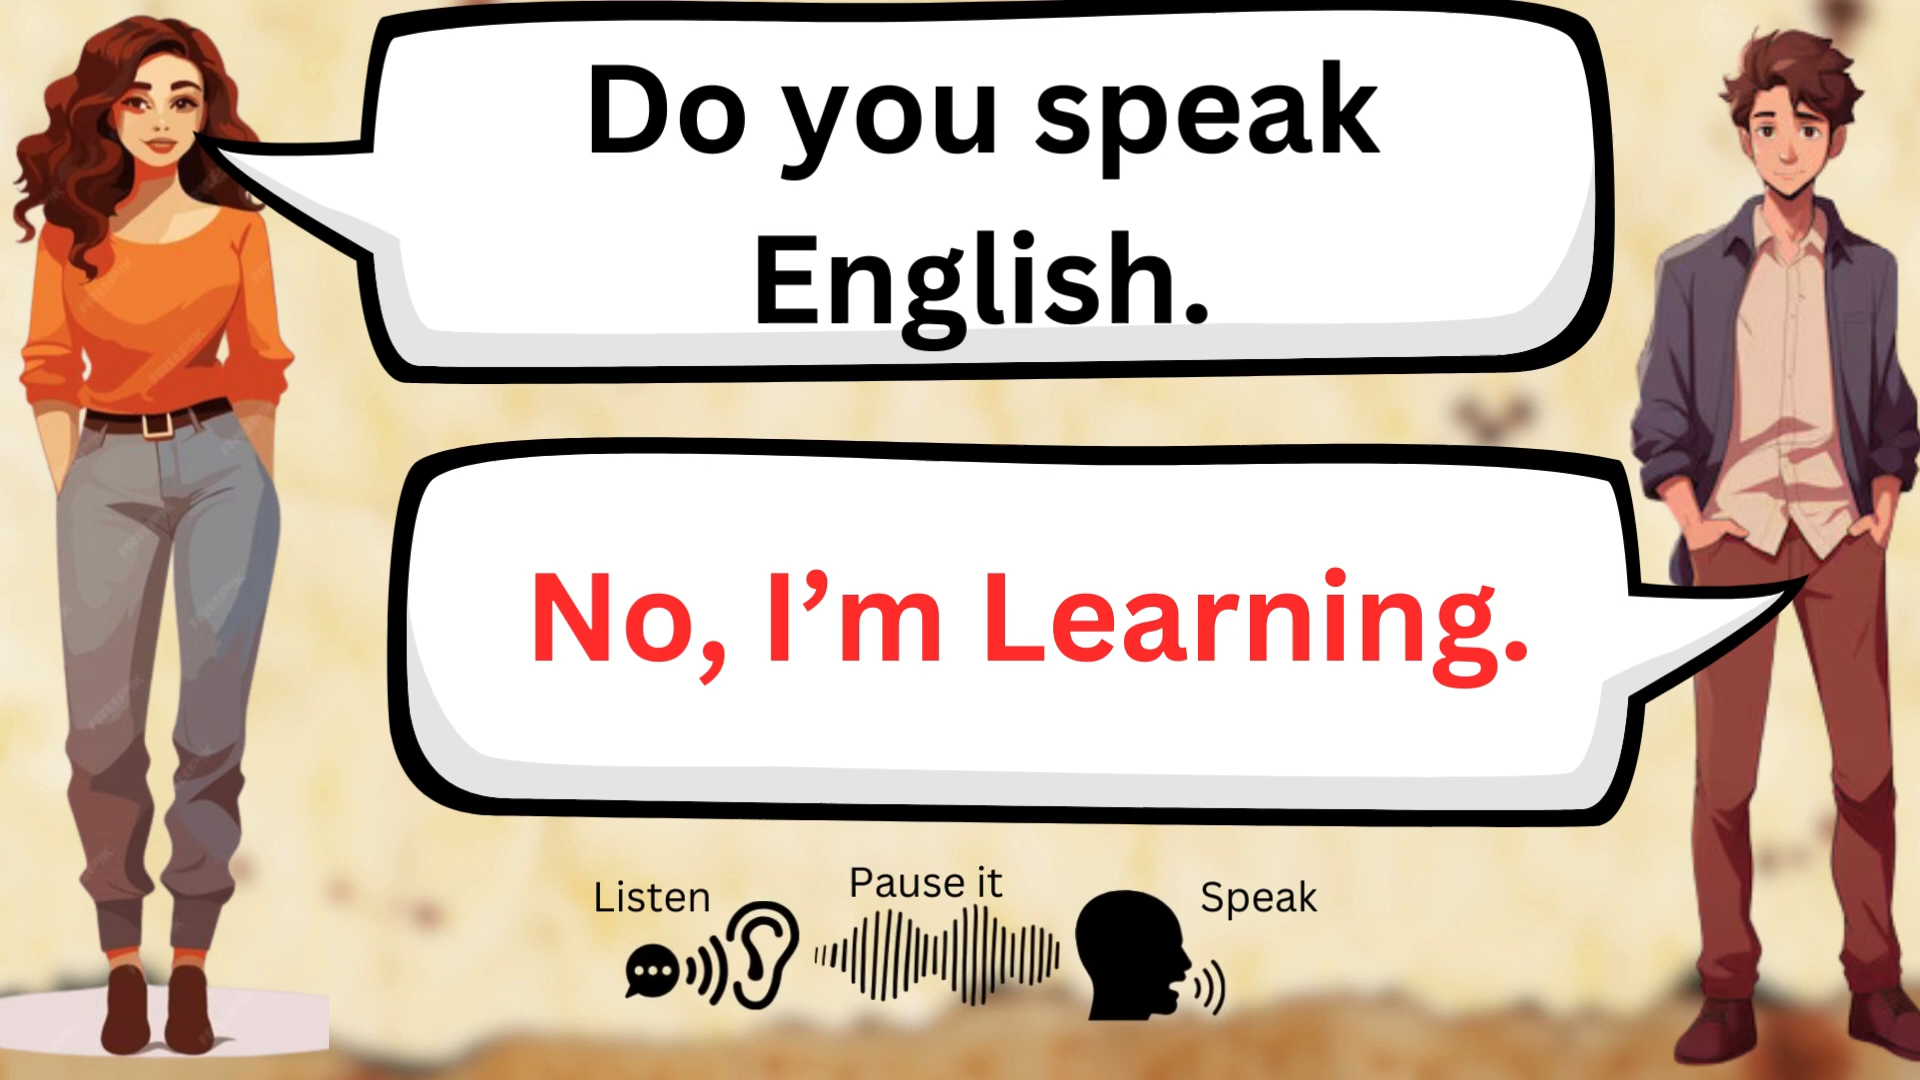 Do you speak
English.
No, I’m Learning.
Listen
Pause it
Speak